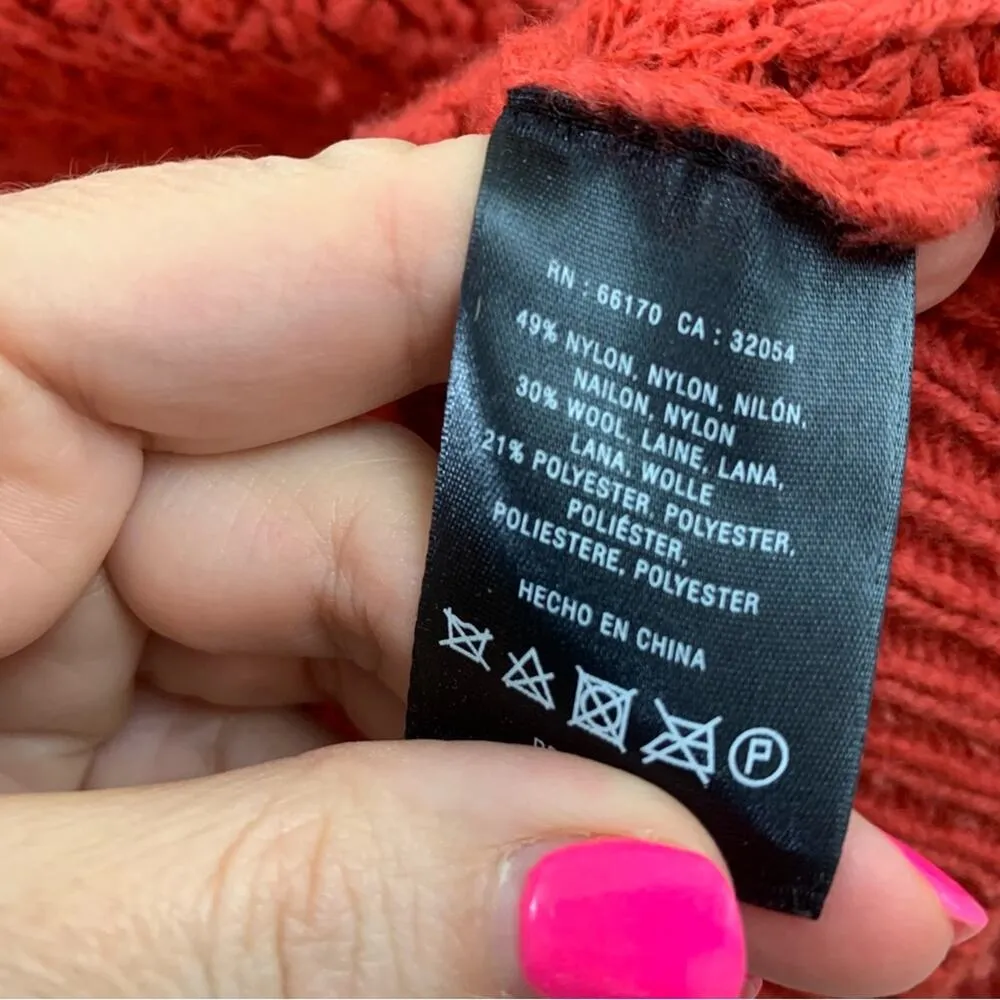 RN : 66170 CA : 32054
49% NYLON, NYLON, NILÓN,
NAILON, NYLON
30% WOOL, LAINE, LANA,
LANA, WOLLE
21% POLYESTER, POLYESTER,
POLIÉSTER,
POLIESTERE, POLYESTER
HECHO EN CHINA
P